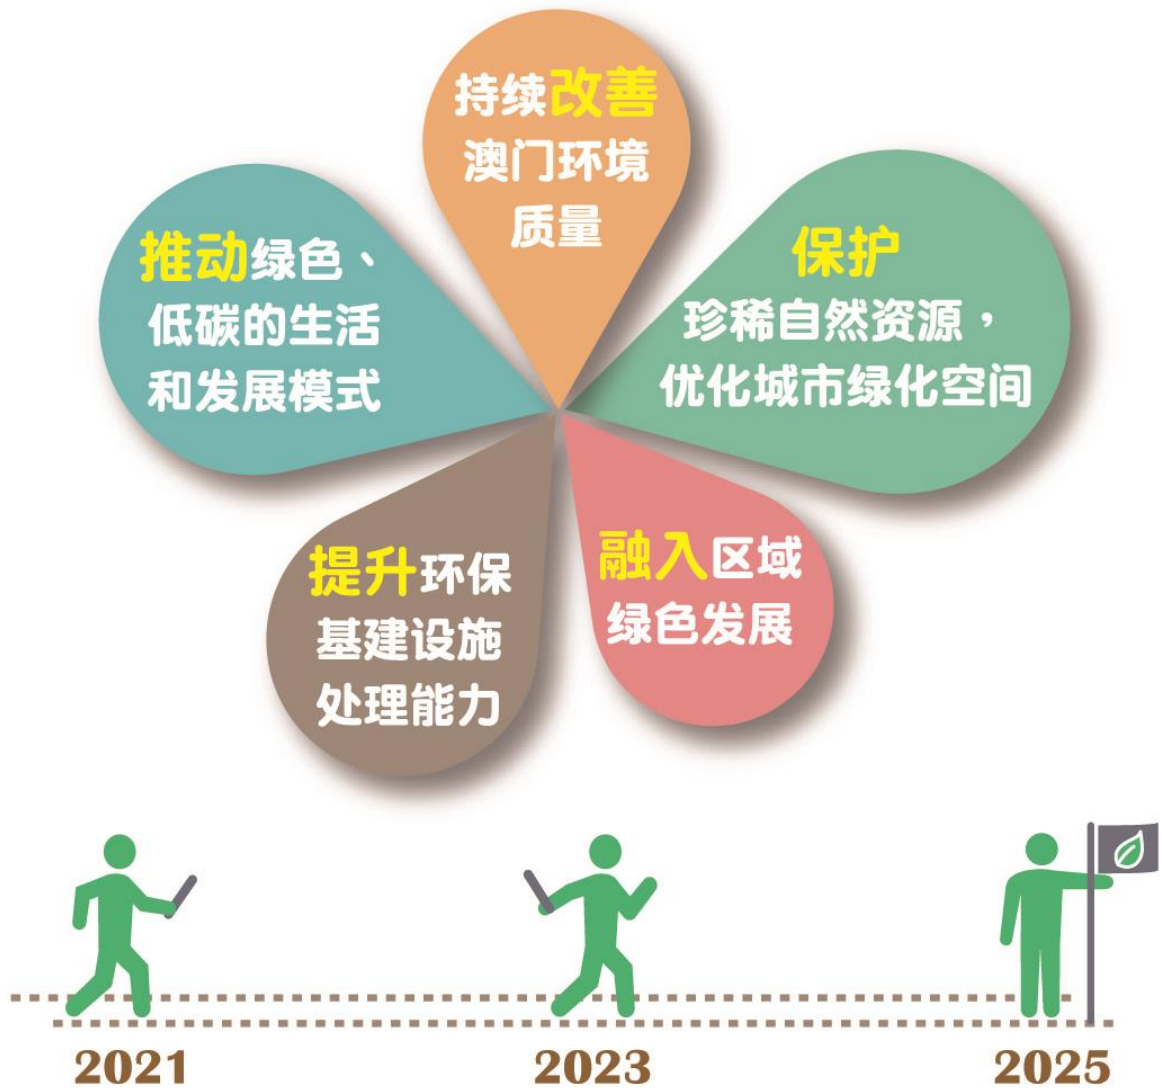 持续改善
澳门环境
质量
推动绿色、
低碳的生活
和发展模式
保护
珍稀自然资源，
优化城市绿化空间
提升环保
基建设施
处理能力
融入区域
绿色发展
2021
2023
2025